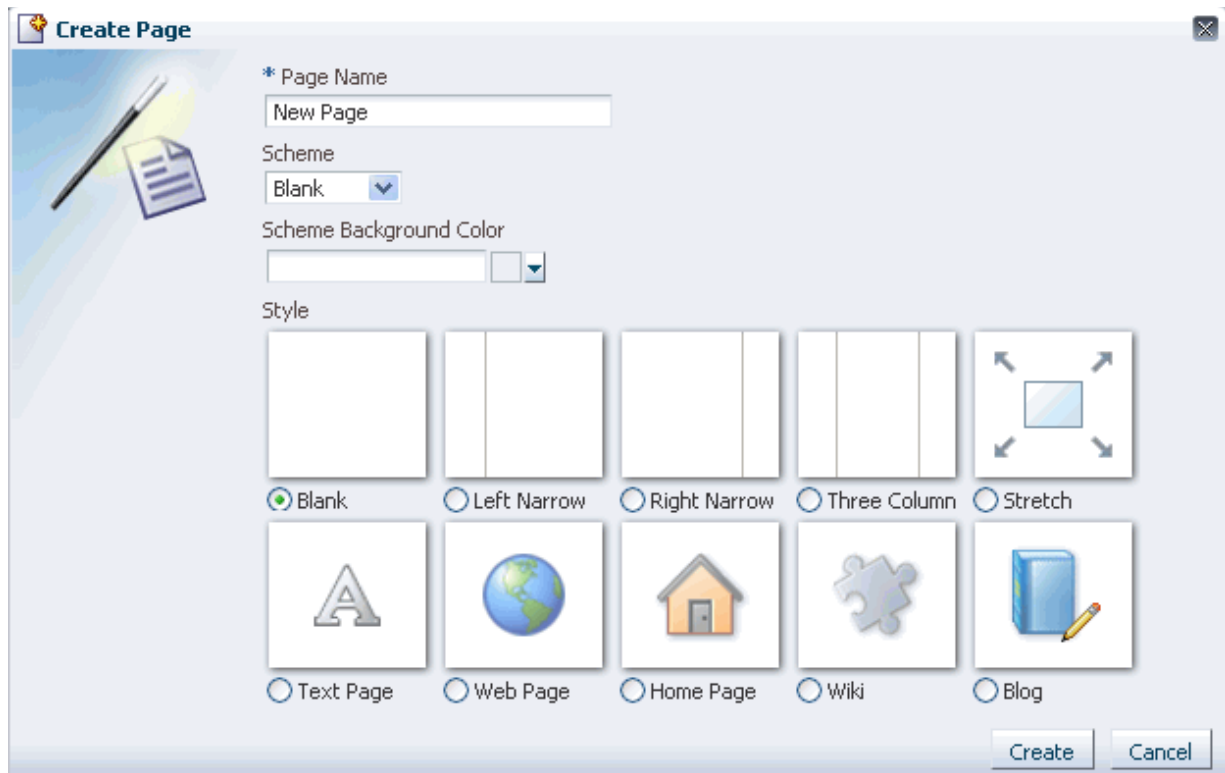 Create Page
* Page Name
New Page
Scheme
Blank
Scheme Background Color
Style
Blank Left Narrow Right Narrow Three Column Stretch
A
Text Page Web Page Home Page Wiki Blog
Create Cancel